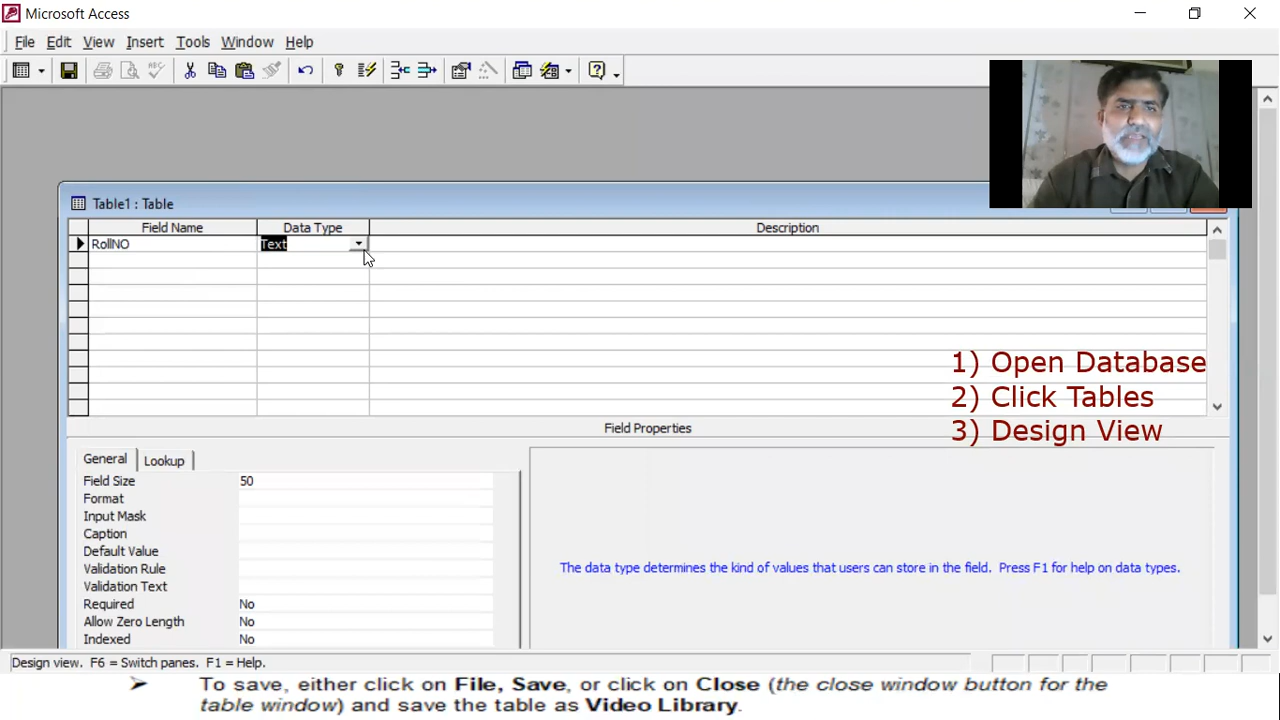 Microsoft Access
File Edit View Insert Tools Window Help
Table1 : Table
Field Name Data Type Description
RollNO Text
1) Open Database
2) Click Tables
3) Design View
Field Properties
General Lookup
Field Size 50
Format
Input Mask
Caption
Default Value
Validation Rule
Validation Text
Required No
Allow Zero Length No
Indexed No
The data type determines the kind of values that users can store in the field. Press F1 for help on data types.
Design view. F6 = Switch panes. F1 = Help.
➢ To save, either click on File, Save, or click on Close (the close window button for the
table window) and save the table as Video Library.